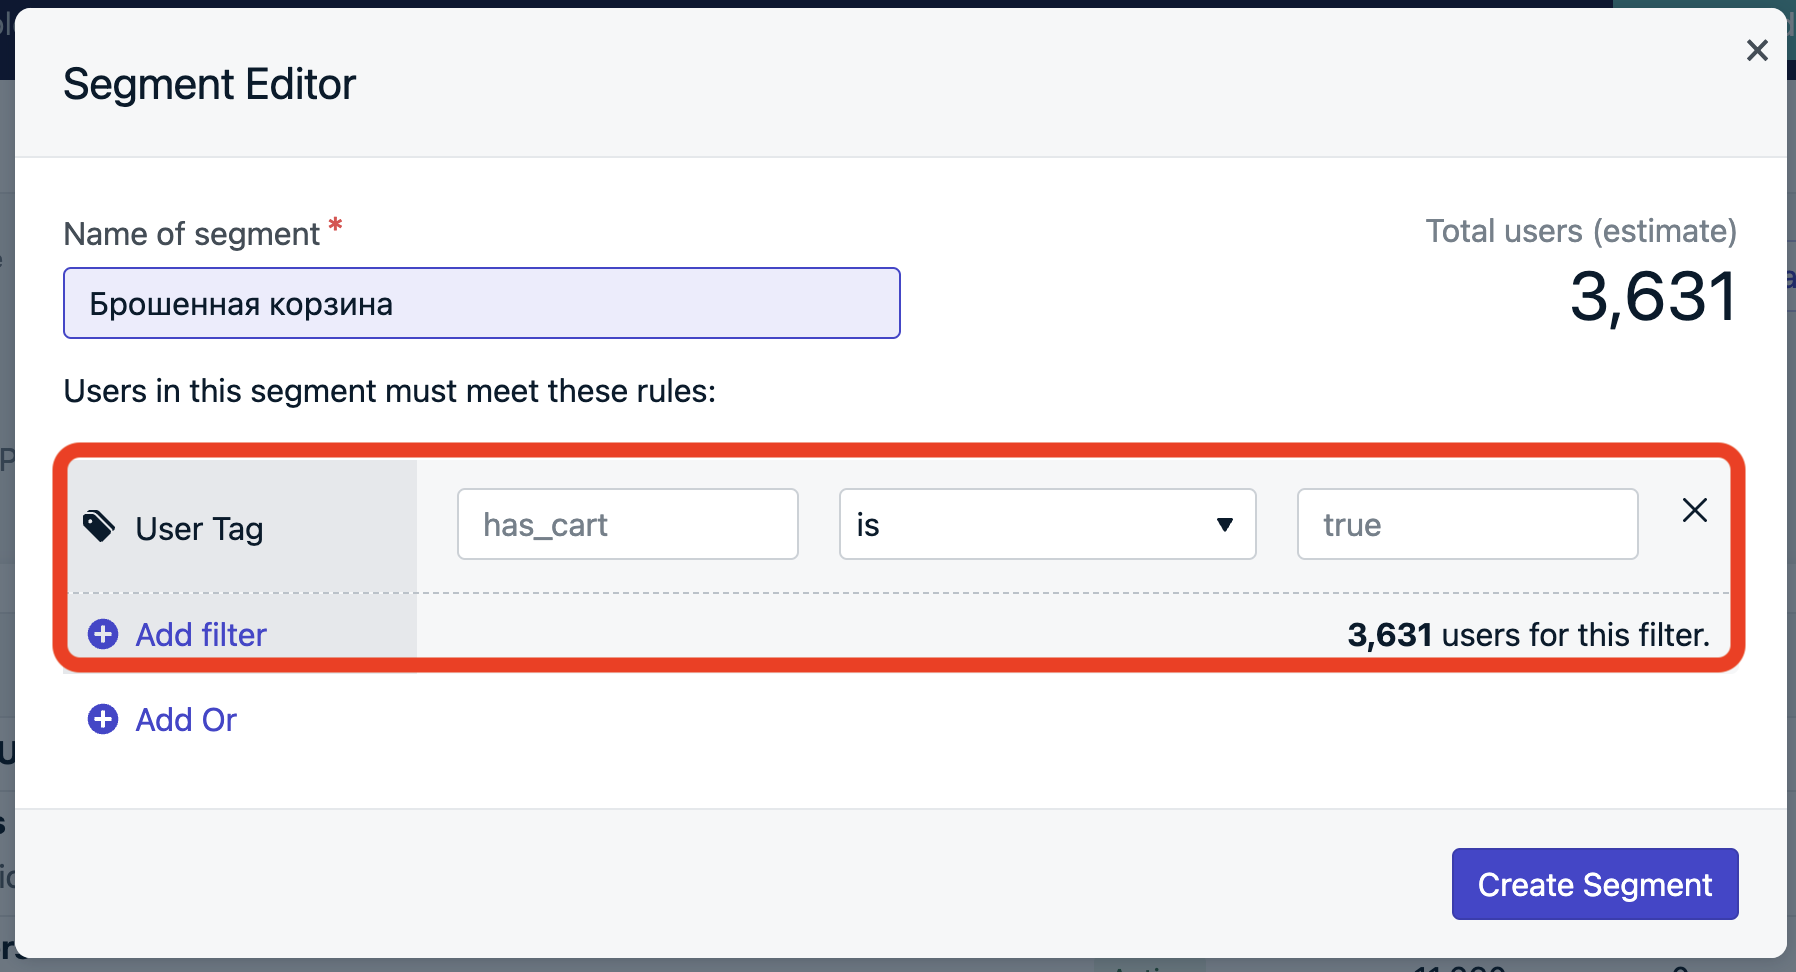 Segment Editor
Name of segment *
Total users (estimate)
Брошенная корзина
3,631
Users in this segment must meet these rules:
User Tag has_cart is true
Add filter 3,631 users for this filter.
Add Or
Create Segment